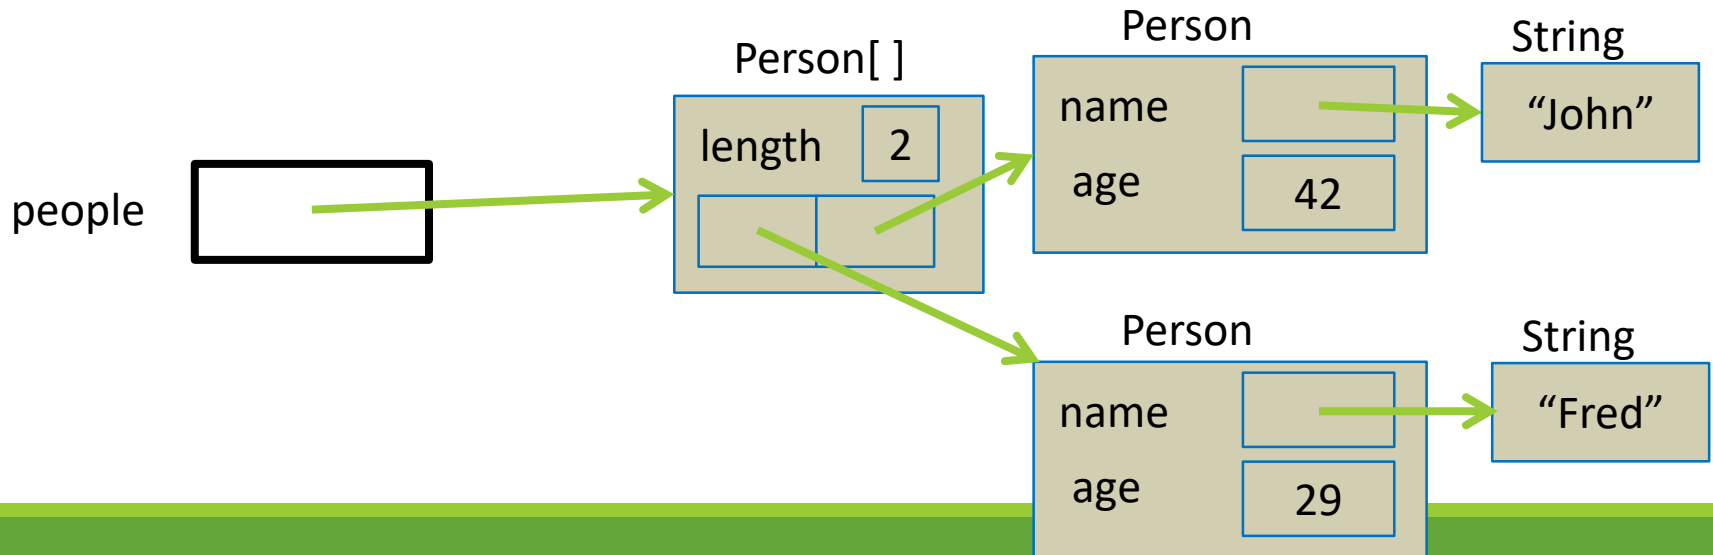 people
Person[ ]
length 2
Person
name
age 42
String
“John”
Person
name
age 29
String
“Fred”